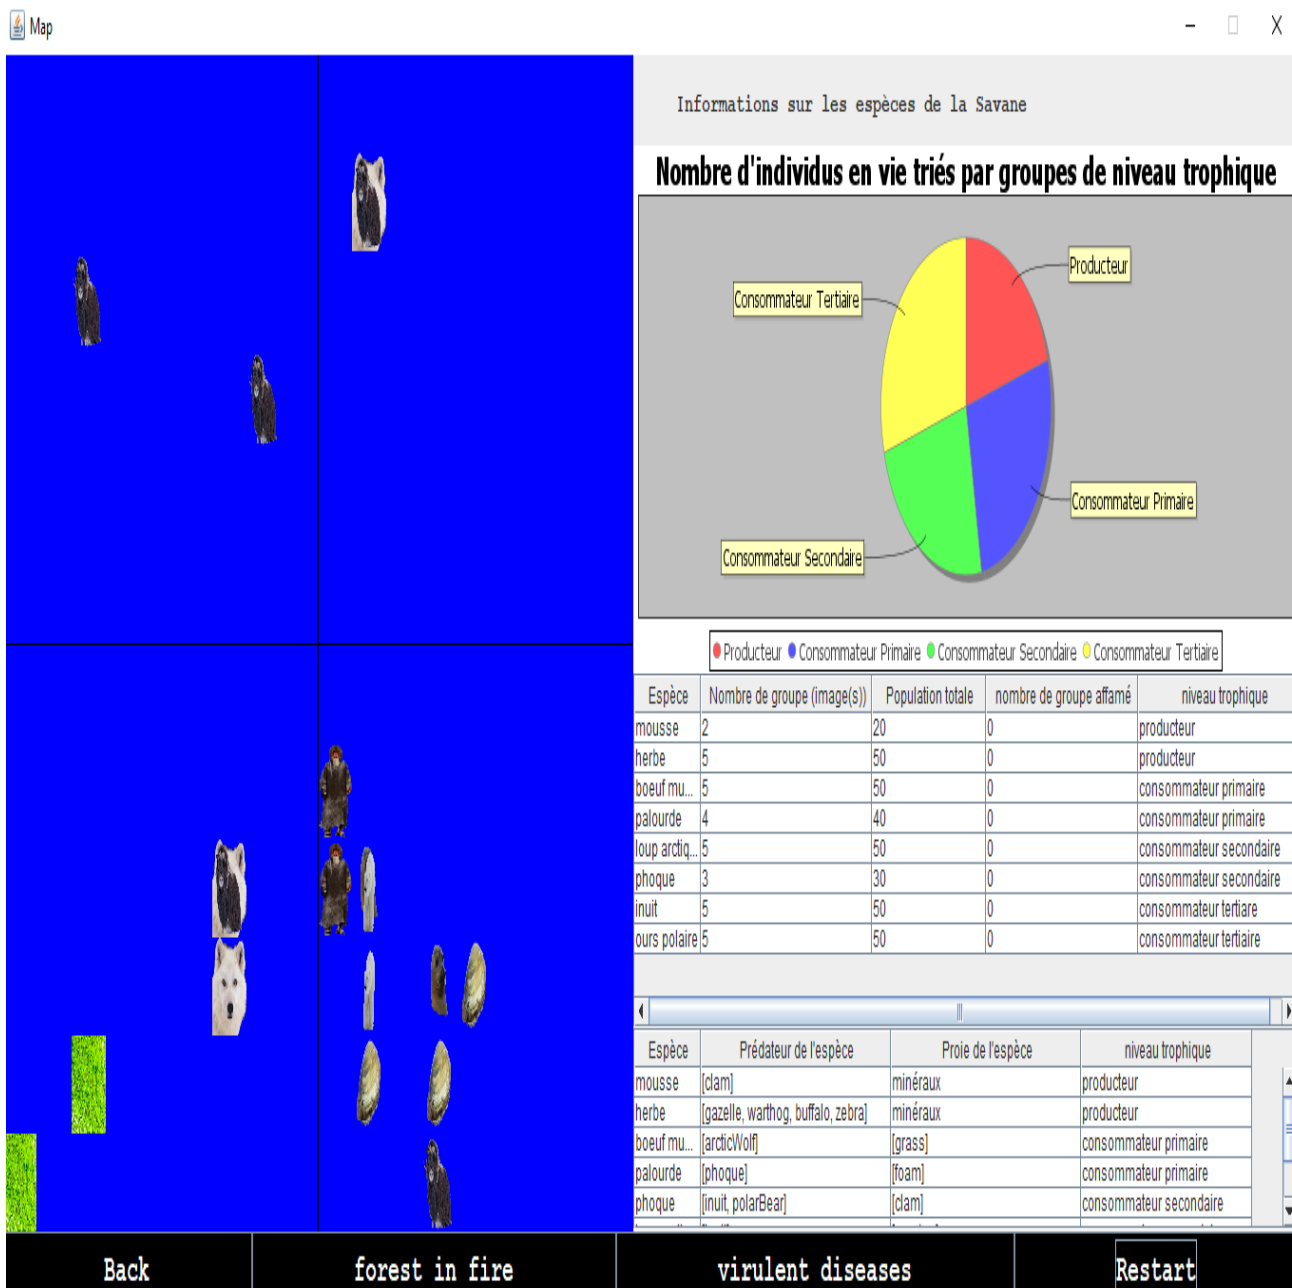 Map
Informations sur les espèces de la Savane
Nombre d'individus en vie triés par groupes de niveau trophique
Producteur
Consommateur Tertiaire
Consommateur Primaire
Consommateur Secondaire
Producteur Consommateur Primaire Consommateur Secondaire Consommateur Tertiaire
Espèce Nombre de groupe (image(s)) Population totale nombre de groupe affamé niveau trophique
mousse 2 20 0 producteur
herbe 5 50 0 producteur
boeuf mu... 5 50 0 consommateur primaire
palourde 4 40 0 consommateur primaire
loup arctiq... 5 50 0 consommateur secondaire
phoque 3 30 0 consommateur secondaire
inuit 5 50 0 consommateur tertiare
ours polaire 5 50 0 consommateur tertiaire
Espèce Prédateur de l'espèce Proie de l'espèce niveau trophique
mousse [clam] minéraux producteur
herbe [gazelle, warthog, buffalo, zebra] minéraux producteur
boeuf mu... [arcticWolf] [grass] consommateur primaire
palourde [phoque] [foam] consommateur primaire
phoque [inuit, polarBear] [clam] consommateur secondaire
Back forest in fire virulent diseases Restart